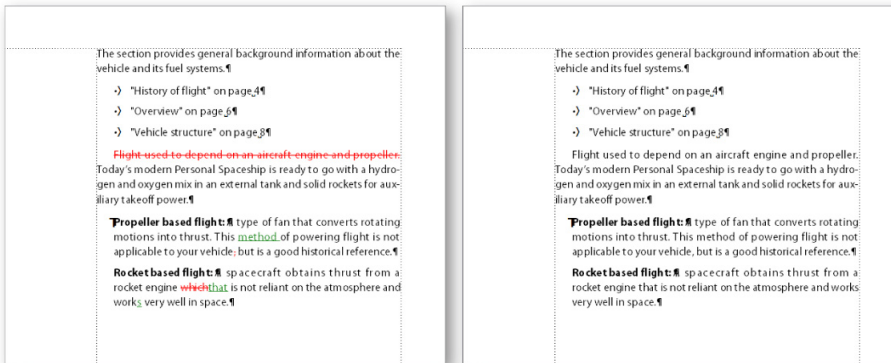 The section provides general background information about the
vehicle and its fuel systems.¶
•⟩ "History of flight" on page 4¶
•⟩ "Overview" on page 6¶
•⟩ "Vehicle structure" on page 8¶
Flight used to depend on an aircraft engine and propeller.
Today's modern Personal Spaceship is ready to go with a hydro-
gen and oxygen mix in an external tank and solid rockets for aux-
iliary takeoff power.¶
Propeller based flight: ¶ type of fan that converts rotating
motions into thrust. This method of powering flight is not
applicable to your vehicle, but is a good historical reference.¶
Rocket based flight: ¶ spacecraft obtains thrust from a
rocket engine whichthat is not reliant on the atmosphere and
works very well in space.¶
The section provides general background information about the
vehicle and its fuel systems.¶
•⟩ "History of flight" on page 4¶
•⟩ "Overview" on page 6¶
•⟩ "Vehicle structure" on page 8¶
Flight used to depend on an aircraft engine and propeller.
Today's modern Personal Spaceship is ready to go with a hydro-
gen and oxygen mix in an external tank and solid rockets for aux-
iliary takeoff power.¶
Propeller based flight: ¶ type of fan that converts rotating
motions into thrust. This method of powering flight is not
applicable to your vehicle, but is a good historical reference.¶
Rocket based flight: ¶ spacecraft obtains thrust from a
rocket engine that is not reliant on the atmosphere and works
very well in space.¶